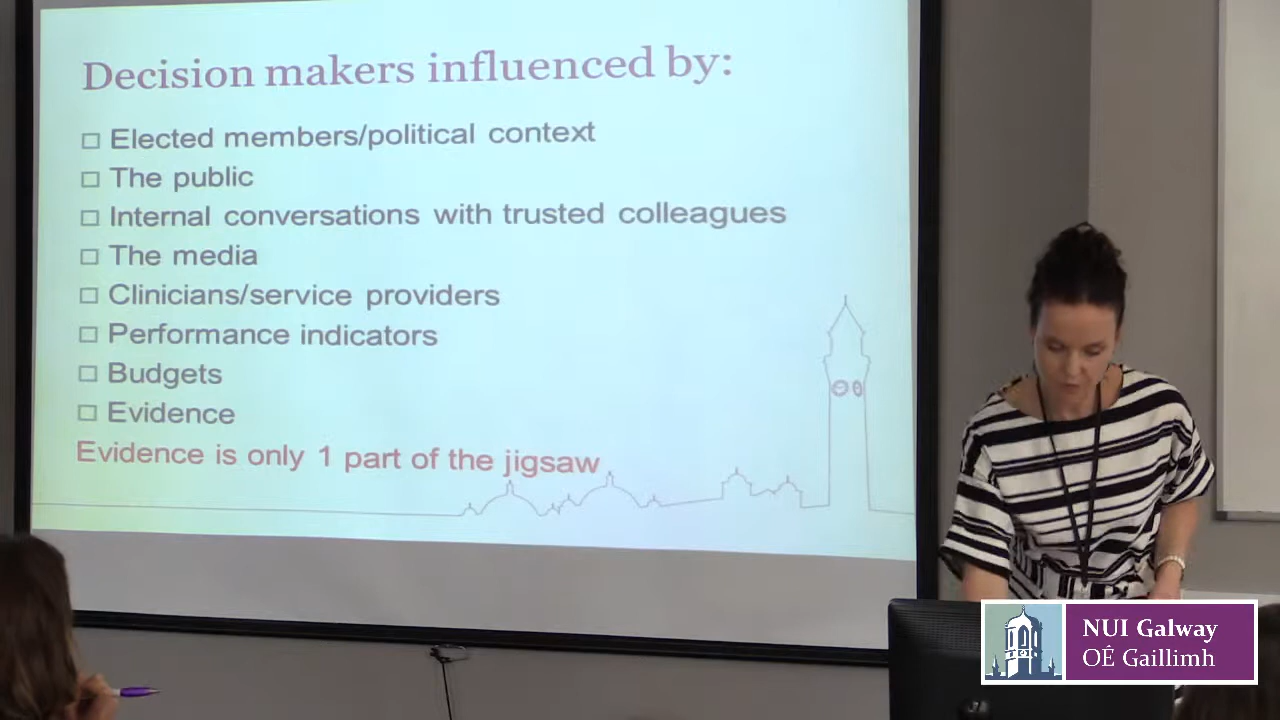 Decision makers influenced by:
Elected members/political context
The public
Internal conversations with trusted colleagues
The media
Clinicians/service providers
Performance indicators
Budgets
Evidence
Evidence is only 1 part of the jigsaw
NUI Galway
OÉ Gaillimh